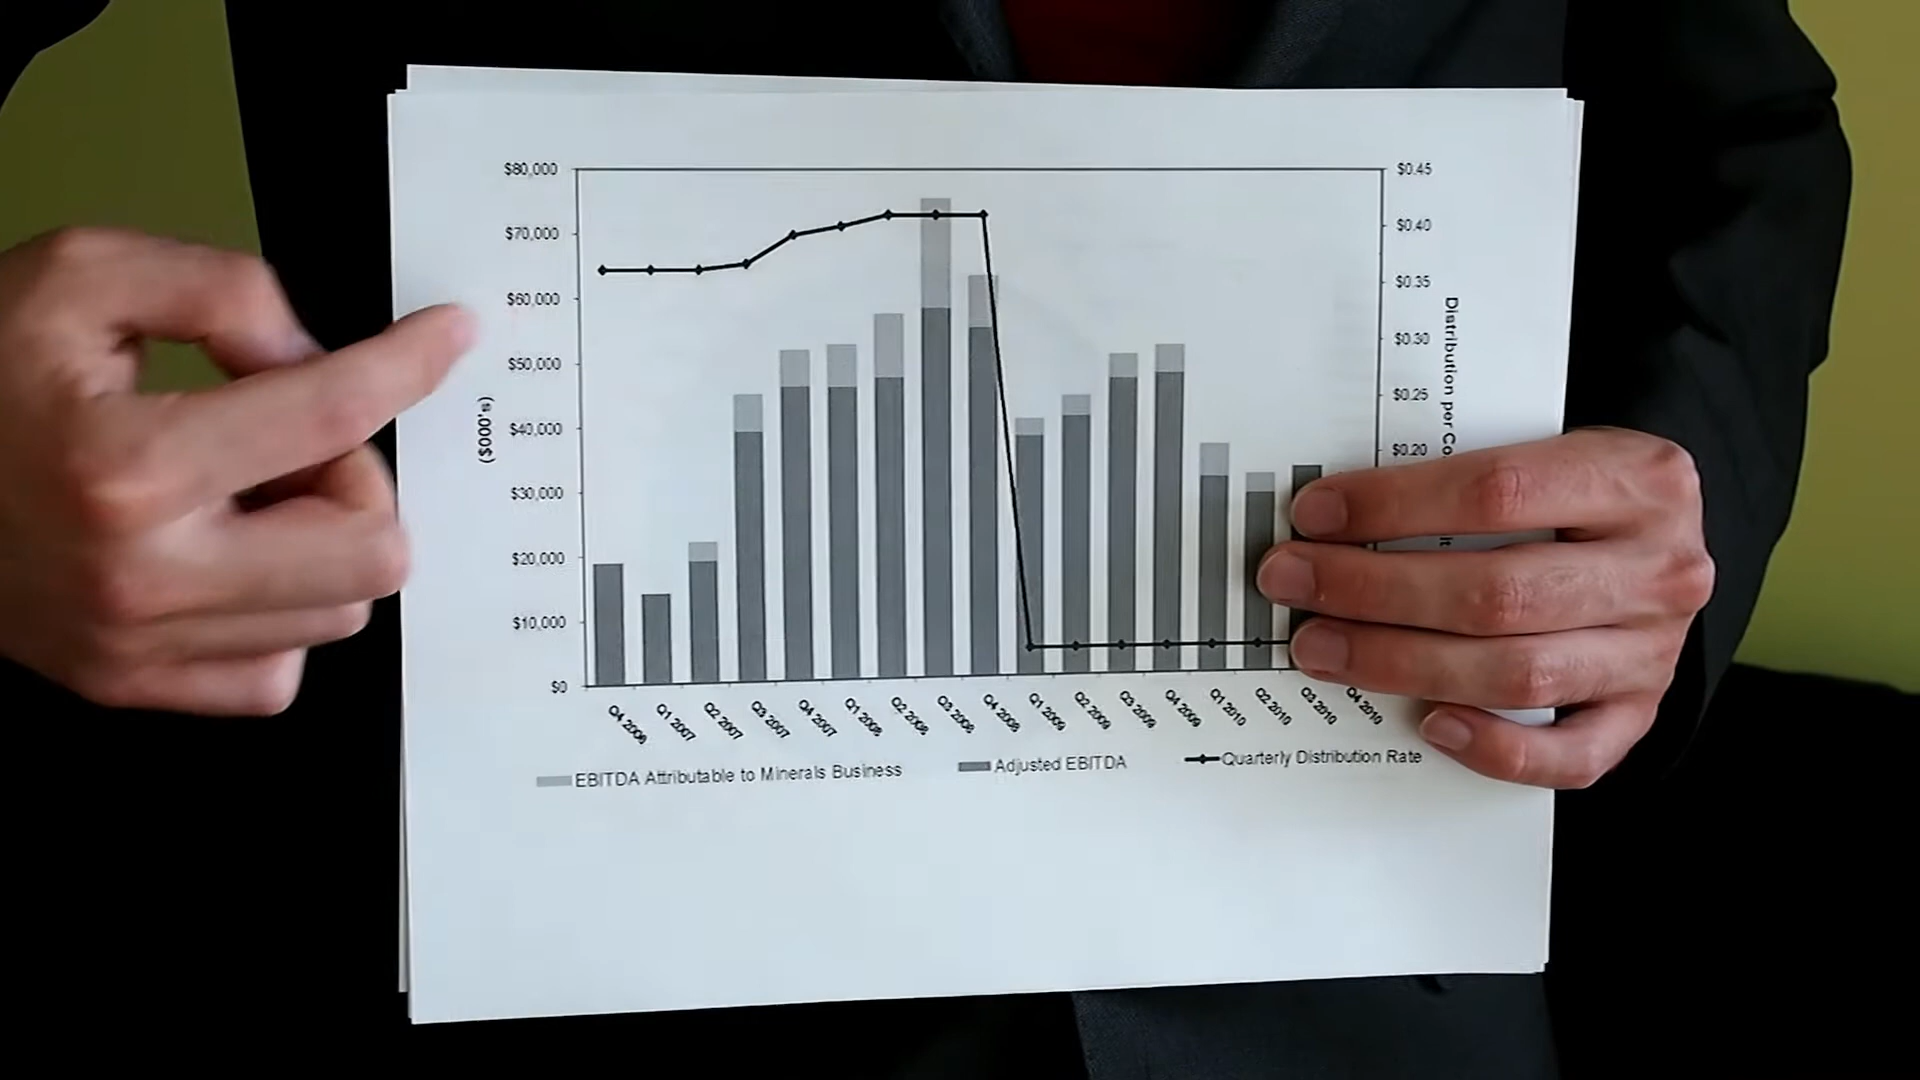 $80,000
$70,000
$60,000
$50,000
$40,000
$30,000
$20,000
$10,000
$0
($000's)
$0.45
$0.40
$0.35
$0.30
$0.25
$0.20
Distribution per
Q4 2006
Q1 2007
Q2 2007
Q3 2007
Q4 2007
Q1 2008
Q2 2008
Q3 2008
Q4 2008
Q1 2009
Q2 2009
Q3 2009
Q4 2009
Q1 2010
Q2 2010
Q3 2010
Q4 2010
EBITDA Attributable to Minerals Business
Adjusted EBITDA
Quarterly Distribution Rate